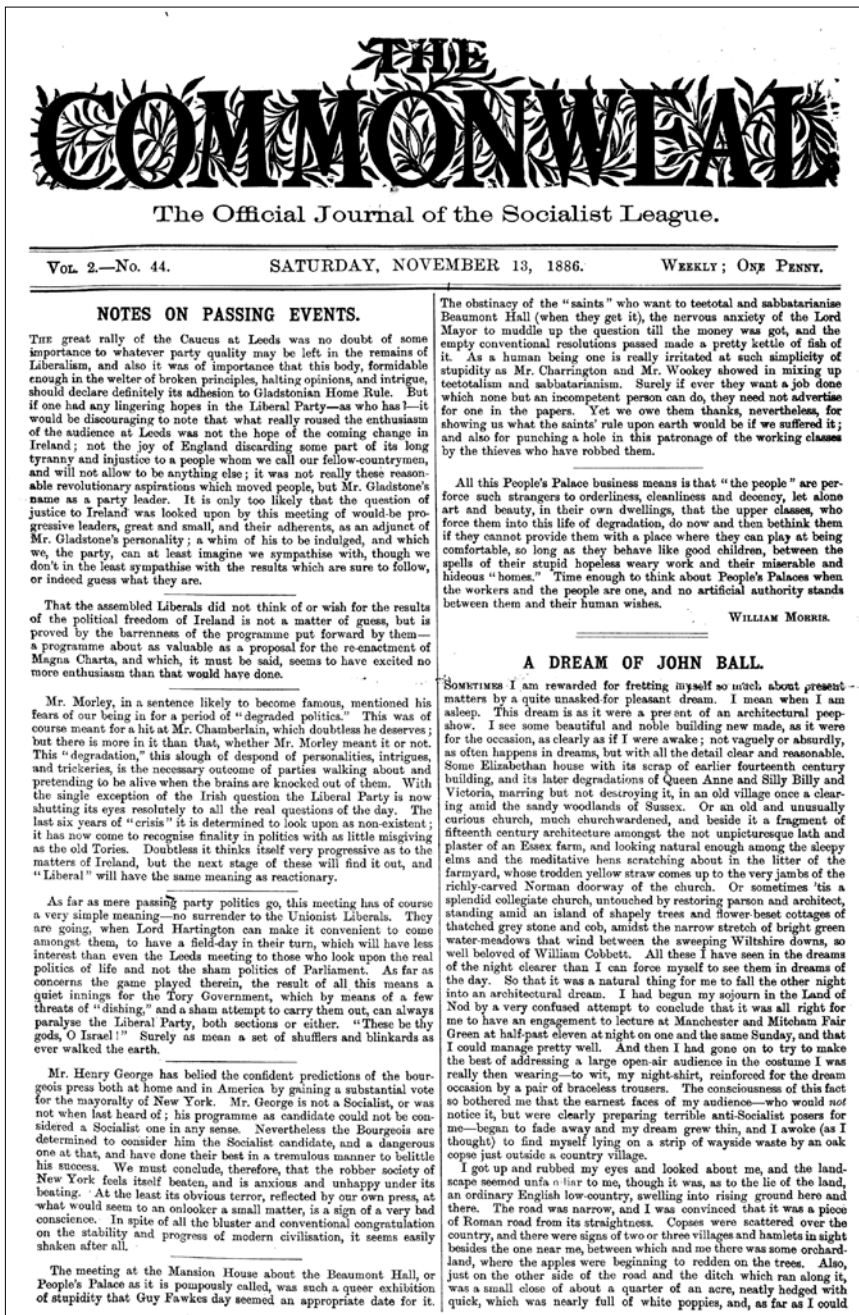 THE
COMMONWEAL
The Official Journal of the Socialist League.
VOL. 2.—No. 44.
SATURDAY, NOVEMBER 13, 1886.
WEEKLY; ONE PENNY.
NOTES ON PASSING EVENTS.
THE great rally of the Caucus at Leeds was no doubt of some
importance to whatever party quality may be left in the remains of
Liberalism, and also it was of importance that this body, formidable
enough in the welter of broken principles, halting opinions, and intrigue,
should declare definitely its adhesion to Gladstonian Home Rule. But
if one had any lingering hopes in the Liberal Party—as who has?—it
would be discouraging to note that what really roused the enthusiasm
of the audience at Leeds was not the hope of the coming change in
Ireland; not the joy of England discarding some part of its long
tyranny and injustice to a people whom we call our fellow-countrymen,
and will not allow to be anything else; it was not really these reason-
able revolutionary aspirations which moved people, but Mr. Gladstone's
name as a party leader. It is only too likely that the question of
justice to Ireland was looked upon by this meeting of would-be pro-
gressive leaders, great and small, and their adherents, as an adjunct of
Mr. Gladstone's personality; a whim of his to be indulged, and which
we, the party, can at least imagine we sympathise with, though we
don't in the least sympathise with the results which are sure to follow,
or indeed guess what they are.
That the assembled Liberals did not think of or wish for the results
of the political freedom of Ireland is not a matter of guess, but is
proved by the barrenness of the programme put forward by them—
a programme about as valuable as a proposal for the re-enactment of
Magna Charta, and which, it must be said, seems to have excited no
more enthusiasm than that would have done.
Mr. Morley, in a sentence likely to become famous, mentioned his
fears of our being in for a period of "degraded politics." This was of
course meant for a hit at Mr. Chamberlain, which doubtless he deserves;
but there is more in it than that, whether Mr. Morley meant it or not.
This "degradation," this slough of despond of personalities, intrigues,
and trickeries, is the necessary outcome of parties walking about and
pretending to be alive when the brains are knocked out of them. With
the single exception of the Irish question the Liberal Party is now
shutting its eyes resolutely to all the real questions of the day. The
last six years of "crisis" it is determined to look upon as non-existent;
it has now come to recognise finality in politics with as little misgiving
as the old Tories. Doubtless it thinks itself very progressive as to the
matters of Ireland, but the next stage of these will find it out, and
"Liberal" will have the same meaning as reactionary.
As far as mere passing party politics go, this meeting has of course
a very simple meaning—no surrender to the Unionist Liberals. They
are going, when Lord Hartington can make it convenient to come
amongst them, to have a field-day in their turn, which will have less
interest than even the Leeds meeting to those who look upon the real
politics of life and not the sham politics of Parliament. As far as
concerns the game played therein, the result of all this means a
quiet innings for the Tory Government, which by means of a few
threats of "dishing," and a sham attempt to carry them out, can always
paralyse the Liberal Party, both sections or either. "These be thy
gods, O Israel!" Surely as mean a set of shufflers and blinkards as
ever walked the earth.
Mr. Henry George has belied the confident predictions of the bour-
geois press both at home and in America by gaining a substantial vote
for the mayoralty of New York. Mr. George is not a Socialist, or was
not when last heard of; his programme as candidate could not be con-
sidered a Socialist one in any sense. Nevertheless the Bourgeois are
determined to consider him the Socialist candidate, and a dangerous
one at that, and have done their best in a tremulous manner to belittle
his success. We must conclude, therefore, that the robber society of
New York feels itself beaten, and is anxious and unhappy under its
beating. At the least its obvious terror, reflected by our own press, at
what would seem to an onlooker a small matter, is a sign of a very bad
conscience. In spite of all the bluster and conventional congratulation
on the stability and progress of modern civilisation, it seems easily
shaken after all.
The meeting at the Mansion House about the Beaumont Hall, or
People's Palace as it is pompously called, was such a queer exhibition
of stupidity that Guy Fawkes day seemed an appropriate date for it.
The obstinacy of the "saints" who want to teetotal and sabbatarianise
Beaumont Hall (when they get it), the nervous anxiety of the Lord
Mayor to muddle up the question till the money was got, and the
empty conventional resolutions passed made a pretty kettle of fish of
it. As a human being one is really irritated at such simplicity of
stupidity as Mr. Charrington and Mr. Wookey showed in mixing up
teetotalism and sabbatarianism. Surely if ever they want a job done
which none but an incompetent person can do, they need not advertise
for one in the papers. Yet we owe them thanks, nevertheless, for
showing us what the saints' rule upon earth would be if we suffered it;
and also for punching a hole in this patronage of the working classes
by the thieves who have robbed them.
All this People's Palace business means is that "the people" are per-
force such strangers to orderliness, cleanliness and decency, let alone
art and beauty, in their own dwellings, that the upper classes, who
force them into this life of degradation, do now and then bethink them
if they cannot provide them with a place where they can play at being
comfortable, so long as they behave like good children, between the
spells of their stupid hopeless weary work and their miserable and
hideous "homes." Time enough to think about People's Palaces when
the workers and the people are one, and no artificial authority stands
between them and their human wishes.
WILLIAM MORRIS.
A DREAM OF JOHN BALL.
SOMETIMES I am rewarded for fretting myself so much about present
matters by a quite unasked-for pleasant dream. I mean when I am
asleep. This dream is as it were a present of an architectural peep-
show. I see some beautiful and noble building new made, as it were
for the occasion, as clearly as if I were awake; not vaguely or absurdly,
as often happens in dreams, but with all the detail clear and reasonable.
Some Elizabethan house with its scrap of earlier fourteenth century
building, and its later degradations of Queen Anne and Silly Billy and
Victoria, marring but not destroying it, in an old village once a clear-
ing amid the sandy woodlands of Sussex. Or an old and unusually
curious church, much churchwardened, and beside it a fragment of
fifteenth century architecture amongst the not unpicturesque lath and
plaster of an Essex farm, and looking natural enough among the sleepy
elms and the meditative hens scratching about in the litter of the
farmyard, whose trodden yellow straw comes up to the very jambs of the
richly-carved Norman doorway of the church. Or sometimes 'tis a
splendid collegiate church, untouched by restoring parson and architect,
standing amid an island of shapely trees and flower-beset cottages of
thatched grey stone and cob, amidst the narrow stretch of bright green
water-meadows that wind between the sweeping Wiltshire downs, so
well beloved of William Cobbett. All these I have seen in the dreams
of the night clearer than I can force myself to see them in dreams of
the day. So that it was a natural thing for me to fall the other night
into an architectural dream. I had begun my sojourn in the Land of
Nod by a very confused attempt to conclude that it was all right for
me to have an engagement to lecture at Manchester and Mitcham Fair
Green at half-past eleven at night on one and the same Sunday, and that
I could manage pretty well. And then I had gone on to try to make
the best of addressing a large open-air audience in the costume I was
really then wearing—to wit, my night-shirt, reinforced for the dream
occasion by a pair of braceless trousers. The consciousness of this fact
so bothered me that the earnest faces of my audience—who would not
notice it, but were clearly preparing terrible anti-Socialist posers for
me—began to fade away and my dream grew thin, and I awoke (as I
thought) to find myself lying on a strip of wayside waste by an oak
copse just outside a country village.
I got up and rubbed my eyes and looked about me, and the land-
scape seemed unfamiliar to me, though it was, as to the lie of the land,
an ordinary English low-country, swelling into rising ground here and
there. The road was narrow, and I was convinced that it was a piece
of Roman road from its straightness. Copses were scattered over the
country, and there were signs of two or three villages and hamlets in sight
besides the one near me, between which and me there was some orchard-
land, where the apples were beginning to redden on the trees. Also,
just on the other side of the road and the ditch which ran along it,
was a small close of about a quarter of an acre, neatly hedged with
quick, which was nearly full of white poppies, and, as far as I could